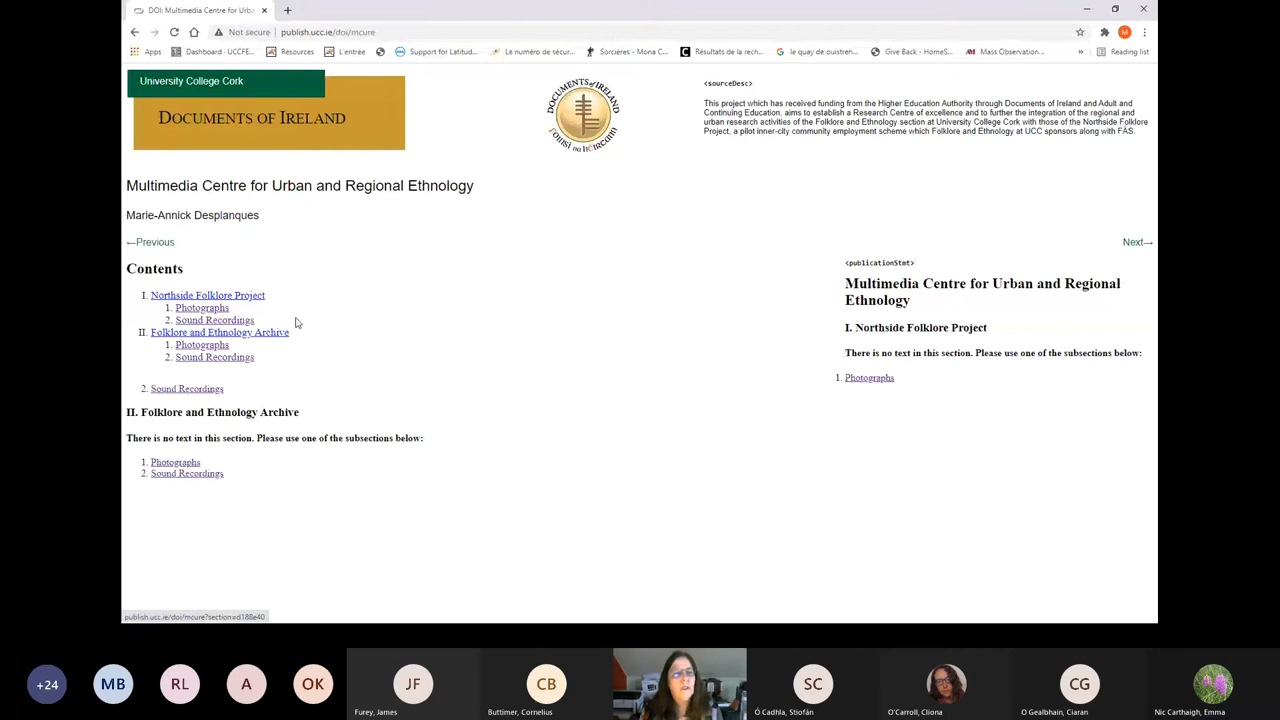 DOI: Multimedia Centre for Urba
Not secure | publish.ucc.ie/doi/mcure
Apps
Dashboard - UCCFE...
Resources
L'entrée
Support for Latitud...
Le numéro de sécur...
Sorcières - Mona C...
Résultats de la rech...
le quay de ouistreh...
Give Back - HomeS...
Mass Observation...
Reading list
University College Cork
DOCUMENTS OF IRELAND
DOCUMENTS of IRELAND
<sourceDesc>
This project which has received funding from the Higher Education Authority through Documents of Ireland and Adult and
Continuing Education, aims to establish a Research Centre of excellence and to further the integration of the regional and
urban research activities of the Folklore and Ethnology section at University College Cork with those of the Northside Folklore
Project, a pilot inner-city community employment scheme which Folklore and Ethnology at UCC sponsors along with FÁS.
Multimedia Centre for Urban and Regional Ethnology
Marie-Annick Desplanques
←Previous
Next→
Contents
I. Northside Folklore Project
1. Photographs
2. Sound Recordings
II. Folklore and Ethnology Archive
1. Photographs
2. Sound Recordings
<publicationStmt>
Multimedia Centre for Urban and Regional
Ethnology
I. Northside Folklore Project
There is no text in this section. Please use one of the subsections below:
1. Photographs
2. Sound Recordings
II. Folklore and Ethnology Archive
There is no text in this section. Please use one of the subsections below:
1. Photographs
2. Sound Recordings
publish.ucc.ie/doi/mcure?section=d188e40
+24
MB
RL
A
OK
JF
Furey, James
CB
Buttimer, Cornelius
SC
Ó Cadhla, Stiofán
O'Carroll, Clíona
CG
O Gealbhain, Ciaran
Nic Carthaigh, Emma